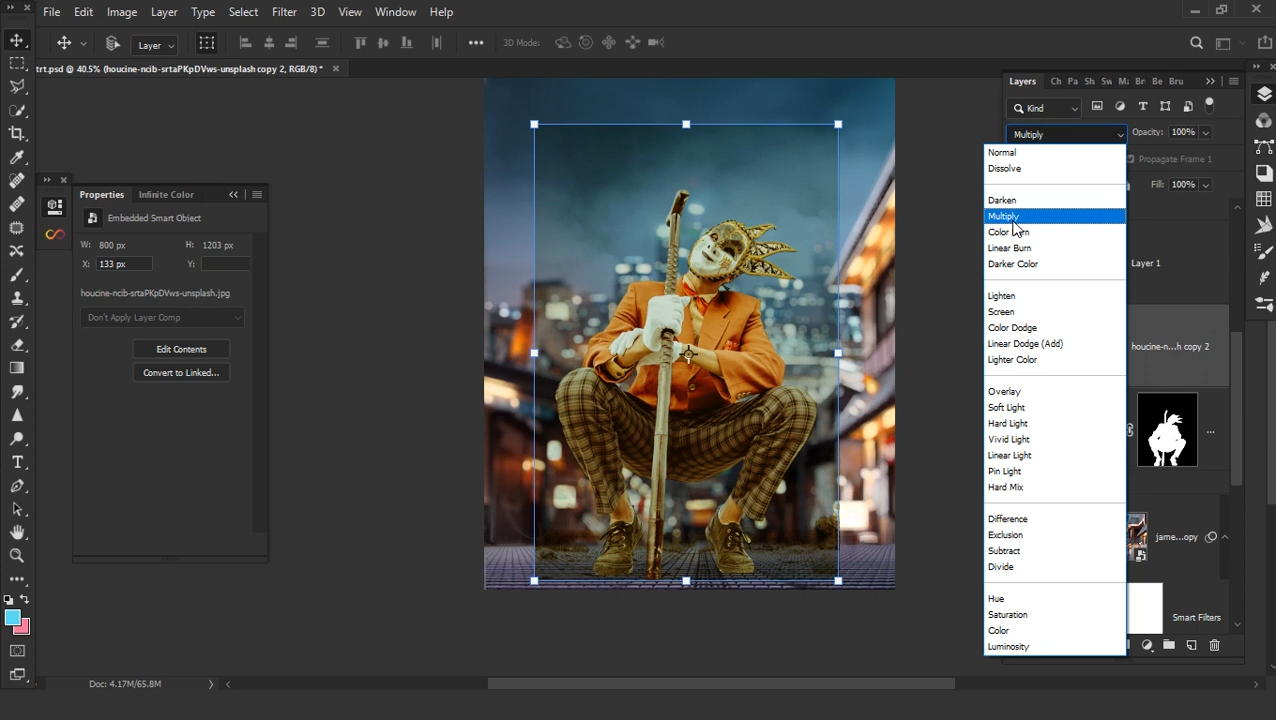 File Edit Image Layer Type Select Filter 3D View Window Help
Layer 3D Mode:
trt.psd @ 40.5% (houcine-ncib-srtaPKpDVws-unsplash copy 2, RGB/8) *
Layers Ch Pa Sh Sw Br Be Bru
Kind
Multiply Opacity: 100%
Propagate Frame 1
Fill: 100%
Normal
Dissolve
Darken
Multiply
Color Burn
Linear Burn
Darker Color
Lighten
Screen
Color Dodge
Linear Dodge (Add)
Lighter Color
Overlay
Soft Light
Hard Light
Vivid Light
Linear Light
Pin Light
Hard Mix
Difference
Exclusion
Subtract
Divide
Hue
Saturation
Color
Luminosity
Layer 1
houcine-n...h copy 2
jame...opy
Smart Filters
Properties Infinite Color
Embedded Smart Object
W: 800 px H: 1203 px
X: 133 px Y:
houcine-ncib-srtaPKpDVws-unsplash.jpg
Don't Apply Layer Comp
Edit Contents
Convert to Linked...
Doc: 4.17M/65.8M